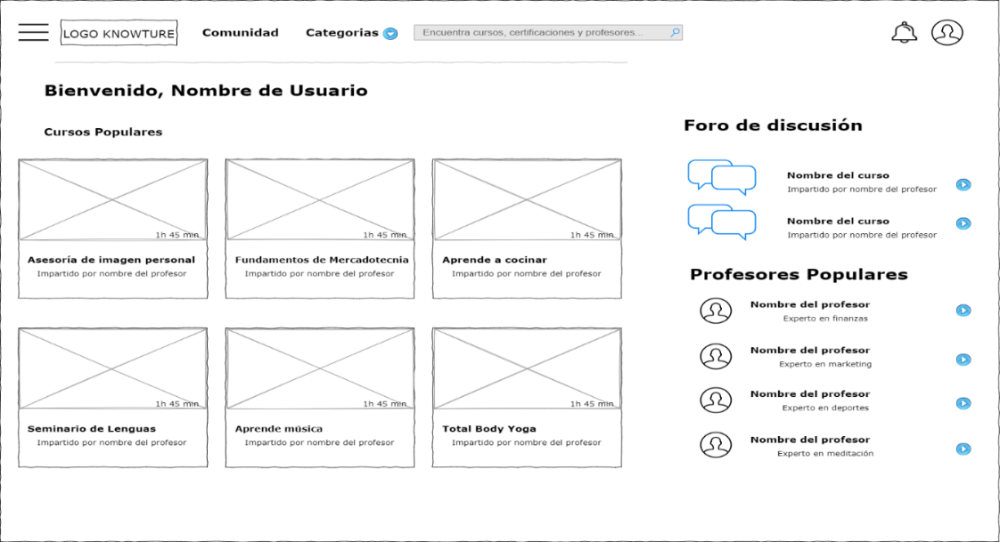 LOGO KNOWTURE
Comunidad
Categorias
Encuentra cursos, certificaciones y profesores...
Bienvenido, Nombre de Usuario
Cursos Populares
1h 45 min
1h 45 min
1h 45 min
Asesoría de imagen personal
Impartido por nombre del profesor
Fundamentos de Mercadotecnia
Impartido por nombre del profesor
Aprende a cocinar
Impartido por nombre del profesor
1h 45 min
1h 45 min
1h 45 min
Seminario de Lenguas
Impartido por nombre del profesor
Aprende música
Impartido por nombre del profesor
Total Body Yoga
Impartido por nombre del profesor
Foro de discusión
Nombre del curso
Impartido por nombre del profesor
Nombre del curso
Impartido por nombre del profesor
Profesores Populares
Nombre del profesor
Experto en finanzas
Nombre del profesor
Experto en marketing
Nombre del profesor
Experto en deportes
Nombre del profesor
Experto en meditación